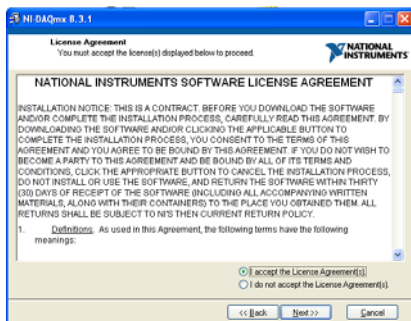 NI-DAQmx 8.3.1
License Agreement
You must accept the license(s) displayed below to proceed.
NATIONAL
INSTRUMENTS
NATIONAL INSTRUMENTS SOFTWARE LICENSE AGREEMENT
INSTALLATION NOTICE: THIS IS A CONTRACT. BEFORE YOU DOWNLOAD THE SOFTWARE
AND/OR COMPLETE THE INSTALLATION PROCESS, CAREFULLY READ THIS AGREEMENT. BY
DOWNLOADING THE SOFTWARE AND/OR CLICKING THE APPLICABLE BUTTON TO
COMPLETE THE INSTALLATION PROCESS, YOU CONSENT TO THE TERMS OF THIS
AGREEMENT AND YOU AGREE TO BE BOUND BY THIS AGREEMENT. IF YOU DO NOT WISH TO
BECOME A PARTY TO THIS AGREEMENT AND BE BOUND BY ALL OF ITS TERMS AND
CONDITIONS, CLICK THE APPROPRIATE BUTTON TO CANCEL THE INSTALLATION PROCESS,
DO NOT INSTALL OR USE THE SOFTWARE, AND RETURN THE SOFTWARE WITHIN THIRTY
(30) DAYS OF RECEIPT OF THE SOFTWARE (INCLUDING ALL ACCOMPANYING WRITTEN
MATERIALS, ALONG WITH THEIR CONTAINERS) TO THE PLACE YOU OBTAINED THEM. ALL
RETURNS SHALL BE SUBJECT TO NI'S THEN CURRENT RETURN POLICY.
1. Definitions. As used in this Agreement, the following terms have the following
meanings:
I accept the License Agreement(s).
I do not accept the License Agreement(s).
<< Back Next >> Cancel